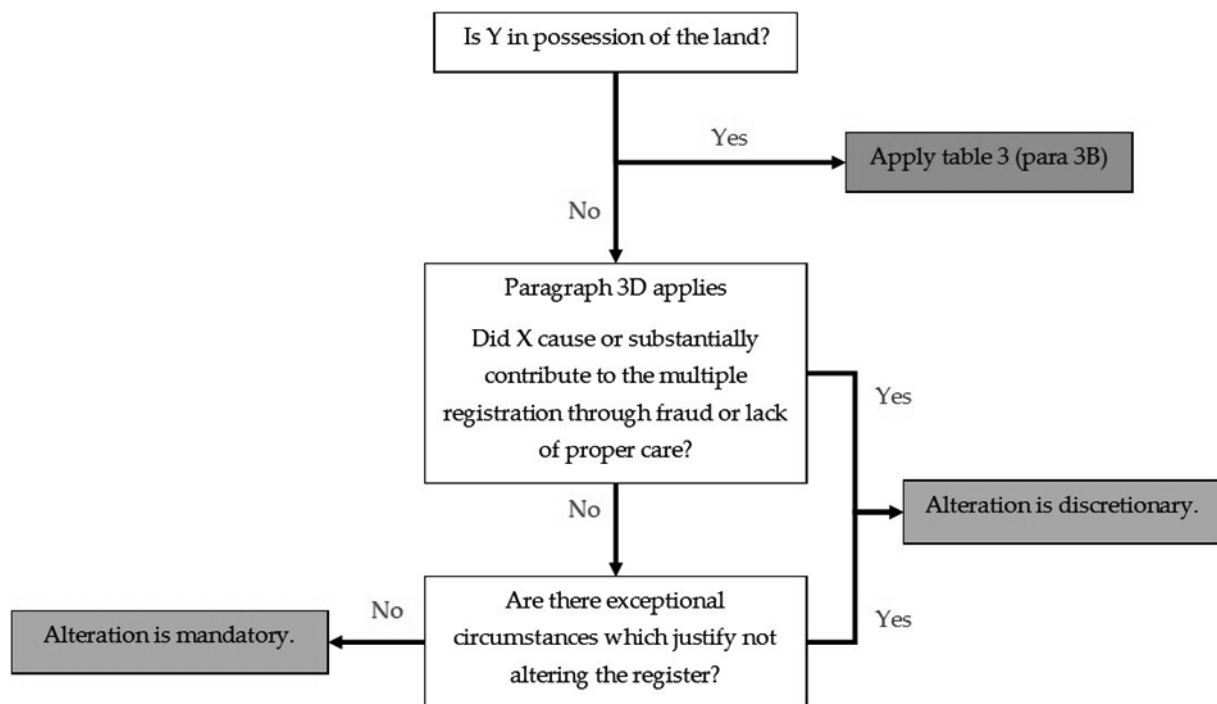 Is Y in possession of the land?
Yes
Apply table 3 (para 3B)
No
Paragraph 3D applies
Did X cause or substantially
contribute to the multiple
registration through fraud or lack
of proper care?
Yes
No
Alteration is discretionary.
Are there exceptional
circumstances which justify not
altering the register?
No
Yes
Alteration is mandatory.